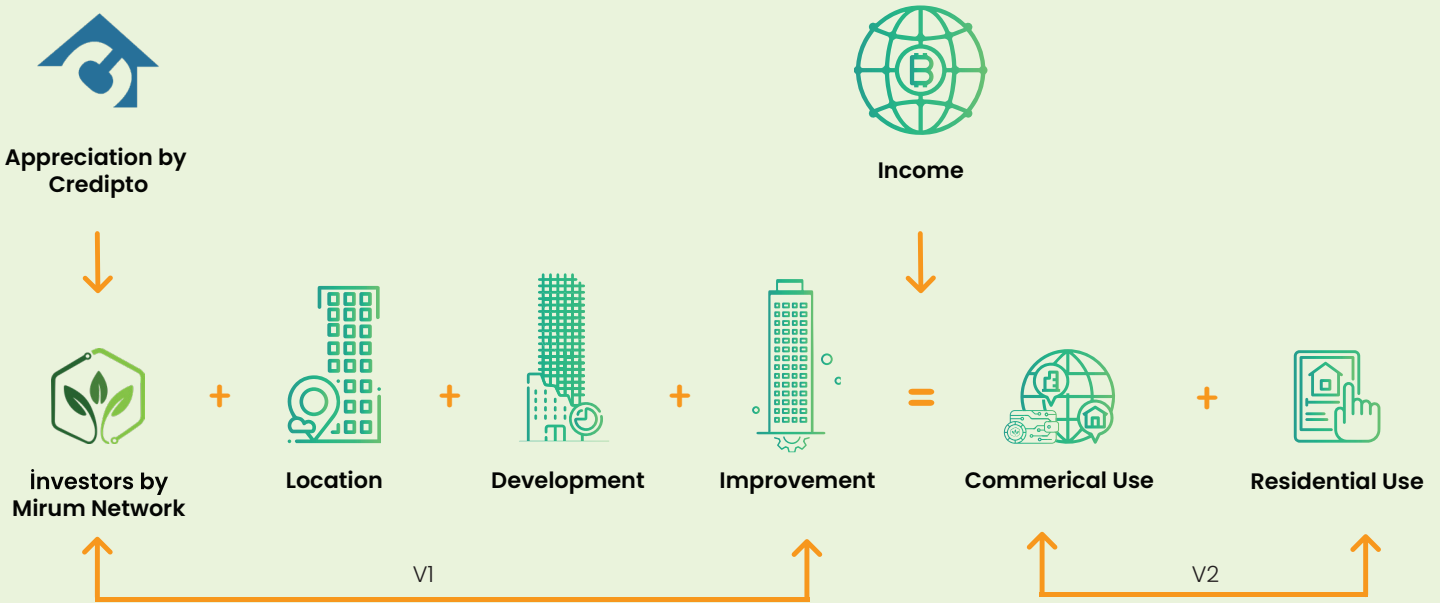 Appreciation by
Credipto
Income
İnvestors by
Mirum Network
Location
Development
Improvement
Commerical Use
Residential Use
V1
V2